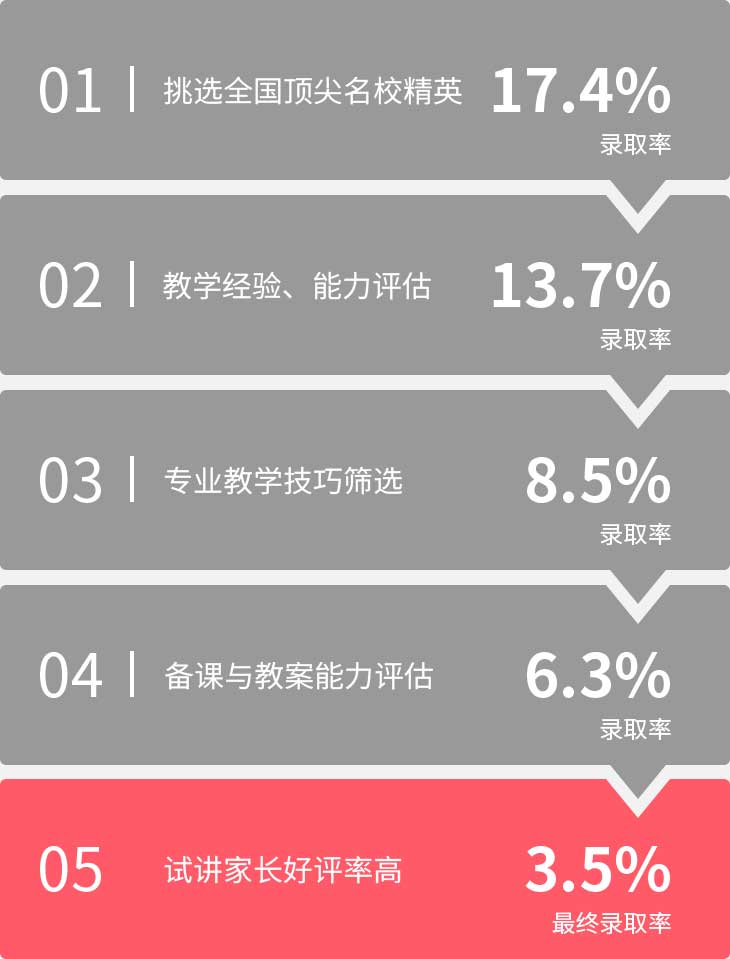 01 挑选全国顶尖名校精英 17.4%
录取率
02 教学经验、能力评估 13.7%
录取率
03 专业教学技巧筛选 8.5%
录取率
04 备课与教案能力评估 6.3%
录取率
05 试讲家长好评率高 3.5%
最终录取率